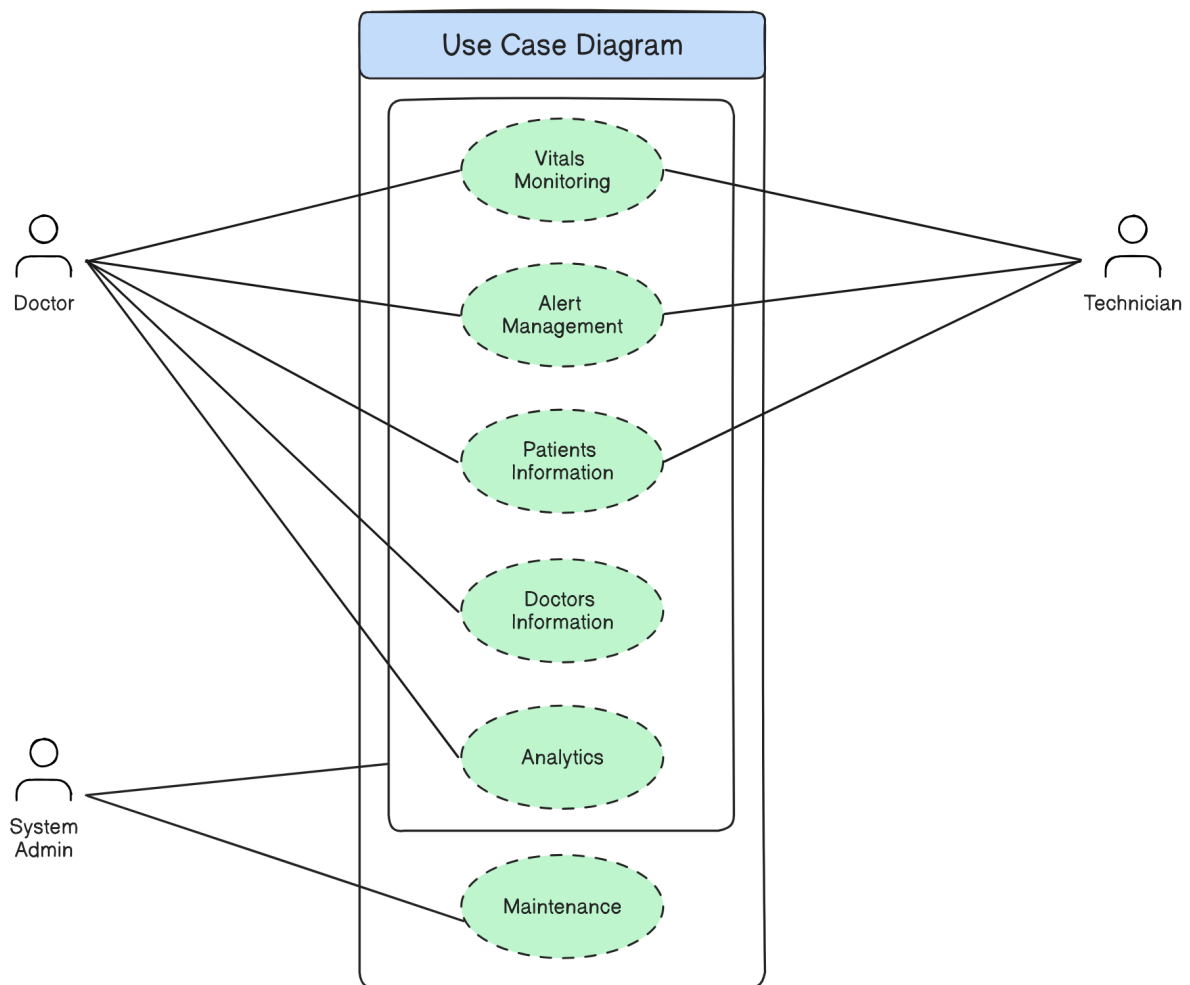 Use Case Diagram
Vitals
Monitoring
Doctor
Technician
Alert
Management
Patients
Information
Doctors
Information
Analytics
System
Admin
Maintenance